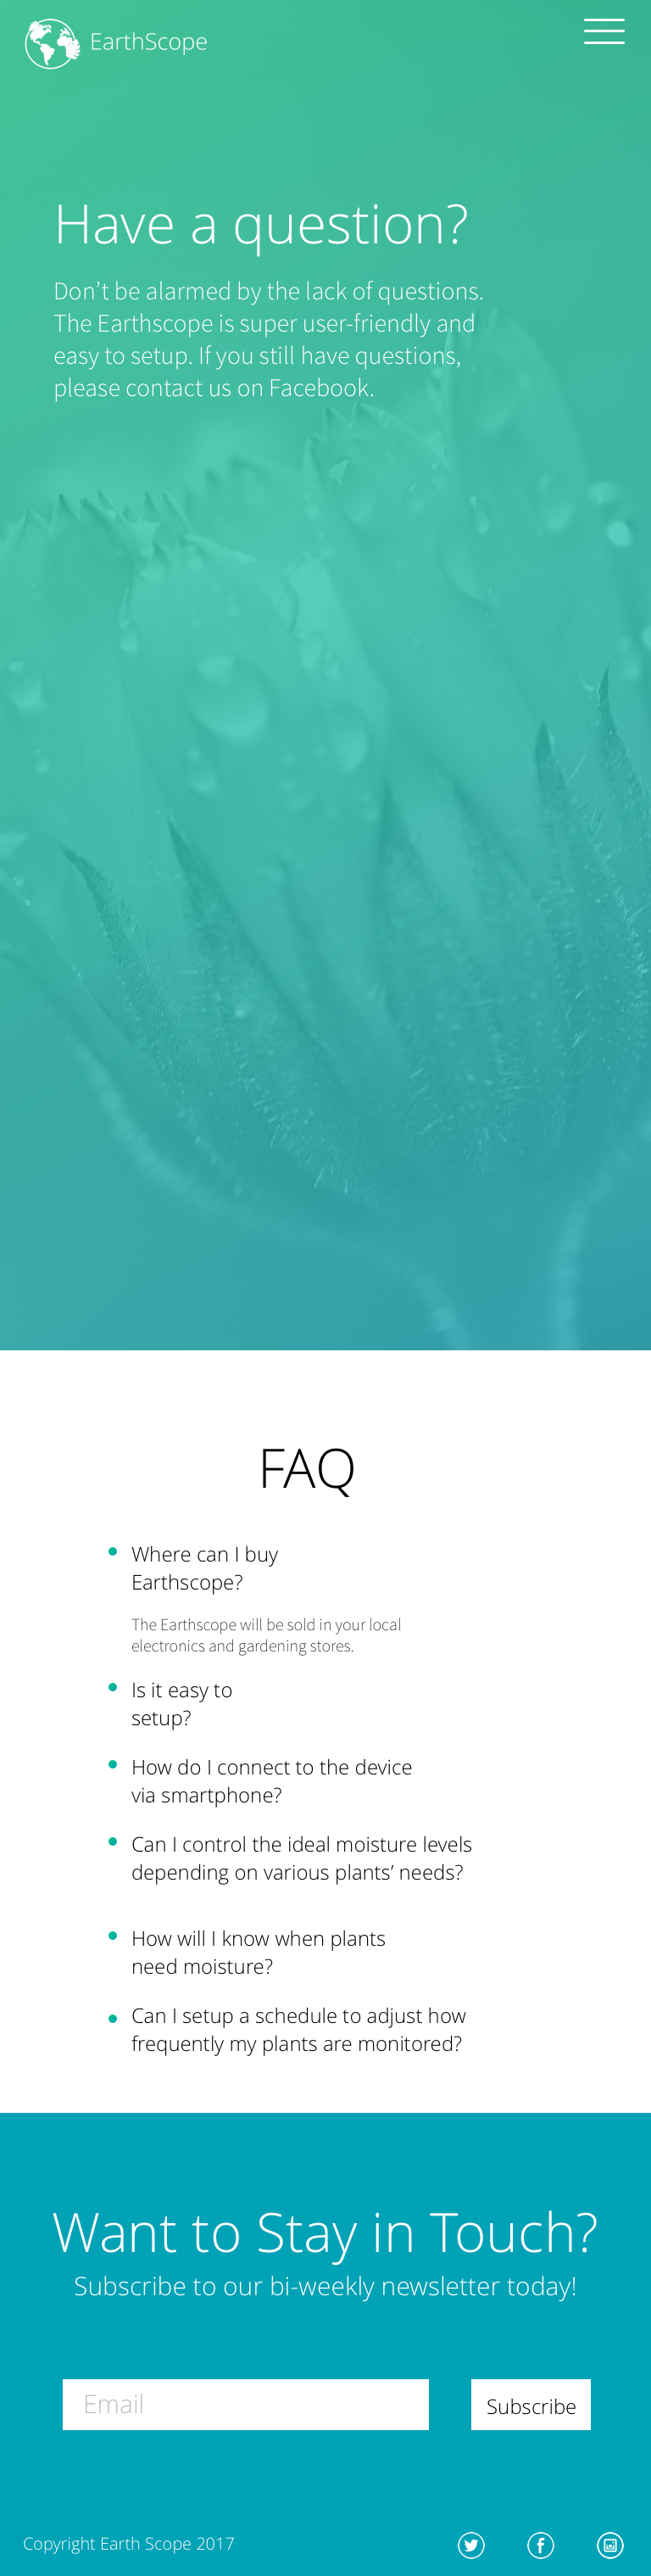 EarthScope
Have a question?
Don’t be alarmed by the lack of questions.
The Earthscope is super user-friendly and
easy to setup. If you still have questions,
please contact us on Facebook.
FAQ
Where can I buy
Earthscope?
The Earthscope will be sold in your local
electronics and gardening stores.
Is it easy to
setup?
How do I connect to the device
via smartphone?
Can I control the ideal moisture levels
depending on various plants’ needs?
How will I know when plants
need moisture?
Can I setup a schedule to adjust how
frequently my plants are monitored?
Want to Stay in Touch?
Subscribe to our bi-weekly newsletter today!
Email
Subscribe
Copyright Earth Scope 2017